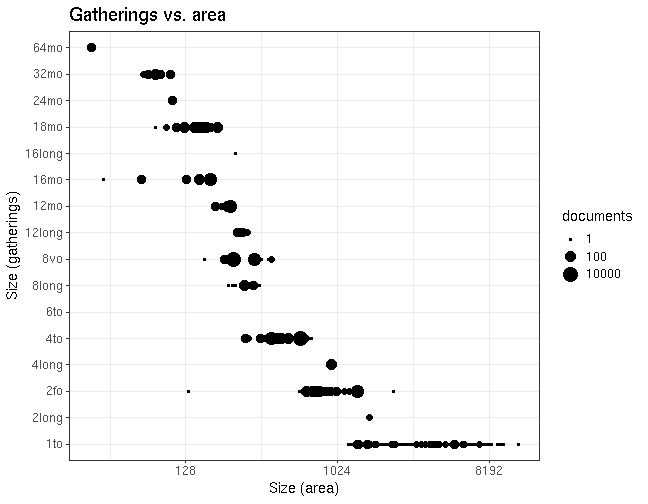 Gatherings vs. area
Size (gatherings)
64mo
32mo
24mo
18mo
16long
16mo
12mo
12long
8vo
8long
6to
4to
4long
2fo
2long
1to
128
1024
8192
Size (area)
documents
1
100
10000